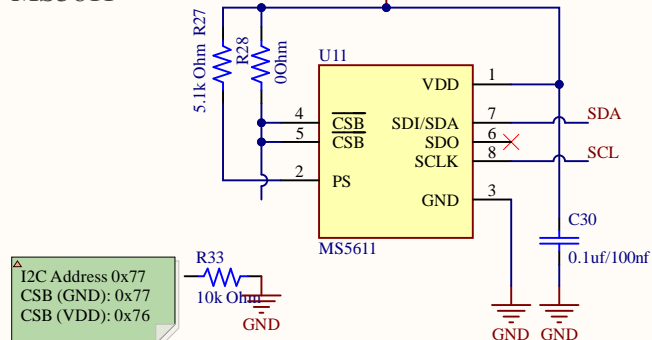 MS5611
5.1k Ohm R27
R28
0Ohm
U11
VDD 1
4 CSB
SDI/SDA 7 SDA
5 CSB
SDO 6
SCLK 8 SCL
2 PS
GND 3
MS5611
C30
0.1uf/100nf
R33
10k Ohm
GND
GND
GND
I2C Address 0x77
CSB (GND): 0x77
CSB (VDD): 0x76